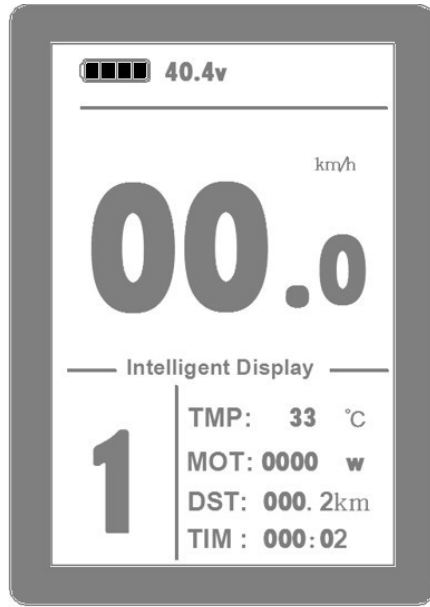 40.4v
km/h
00.0
Intelligent Display
1
TMP: 33 °C
MOT: 0000 w
DST: 000. 2km
TIM : 000:02